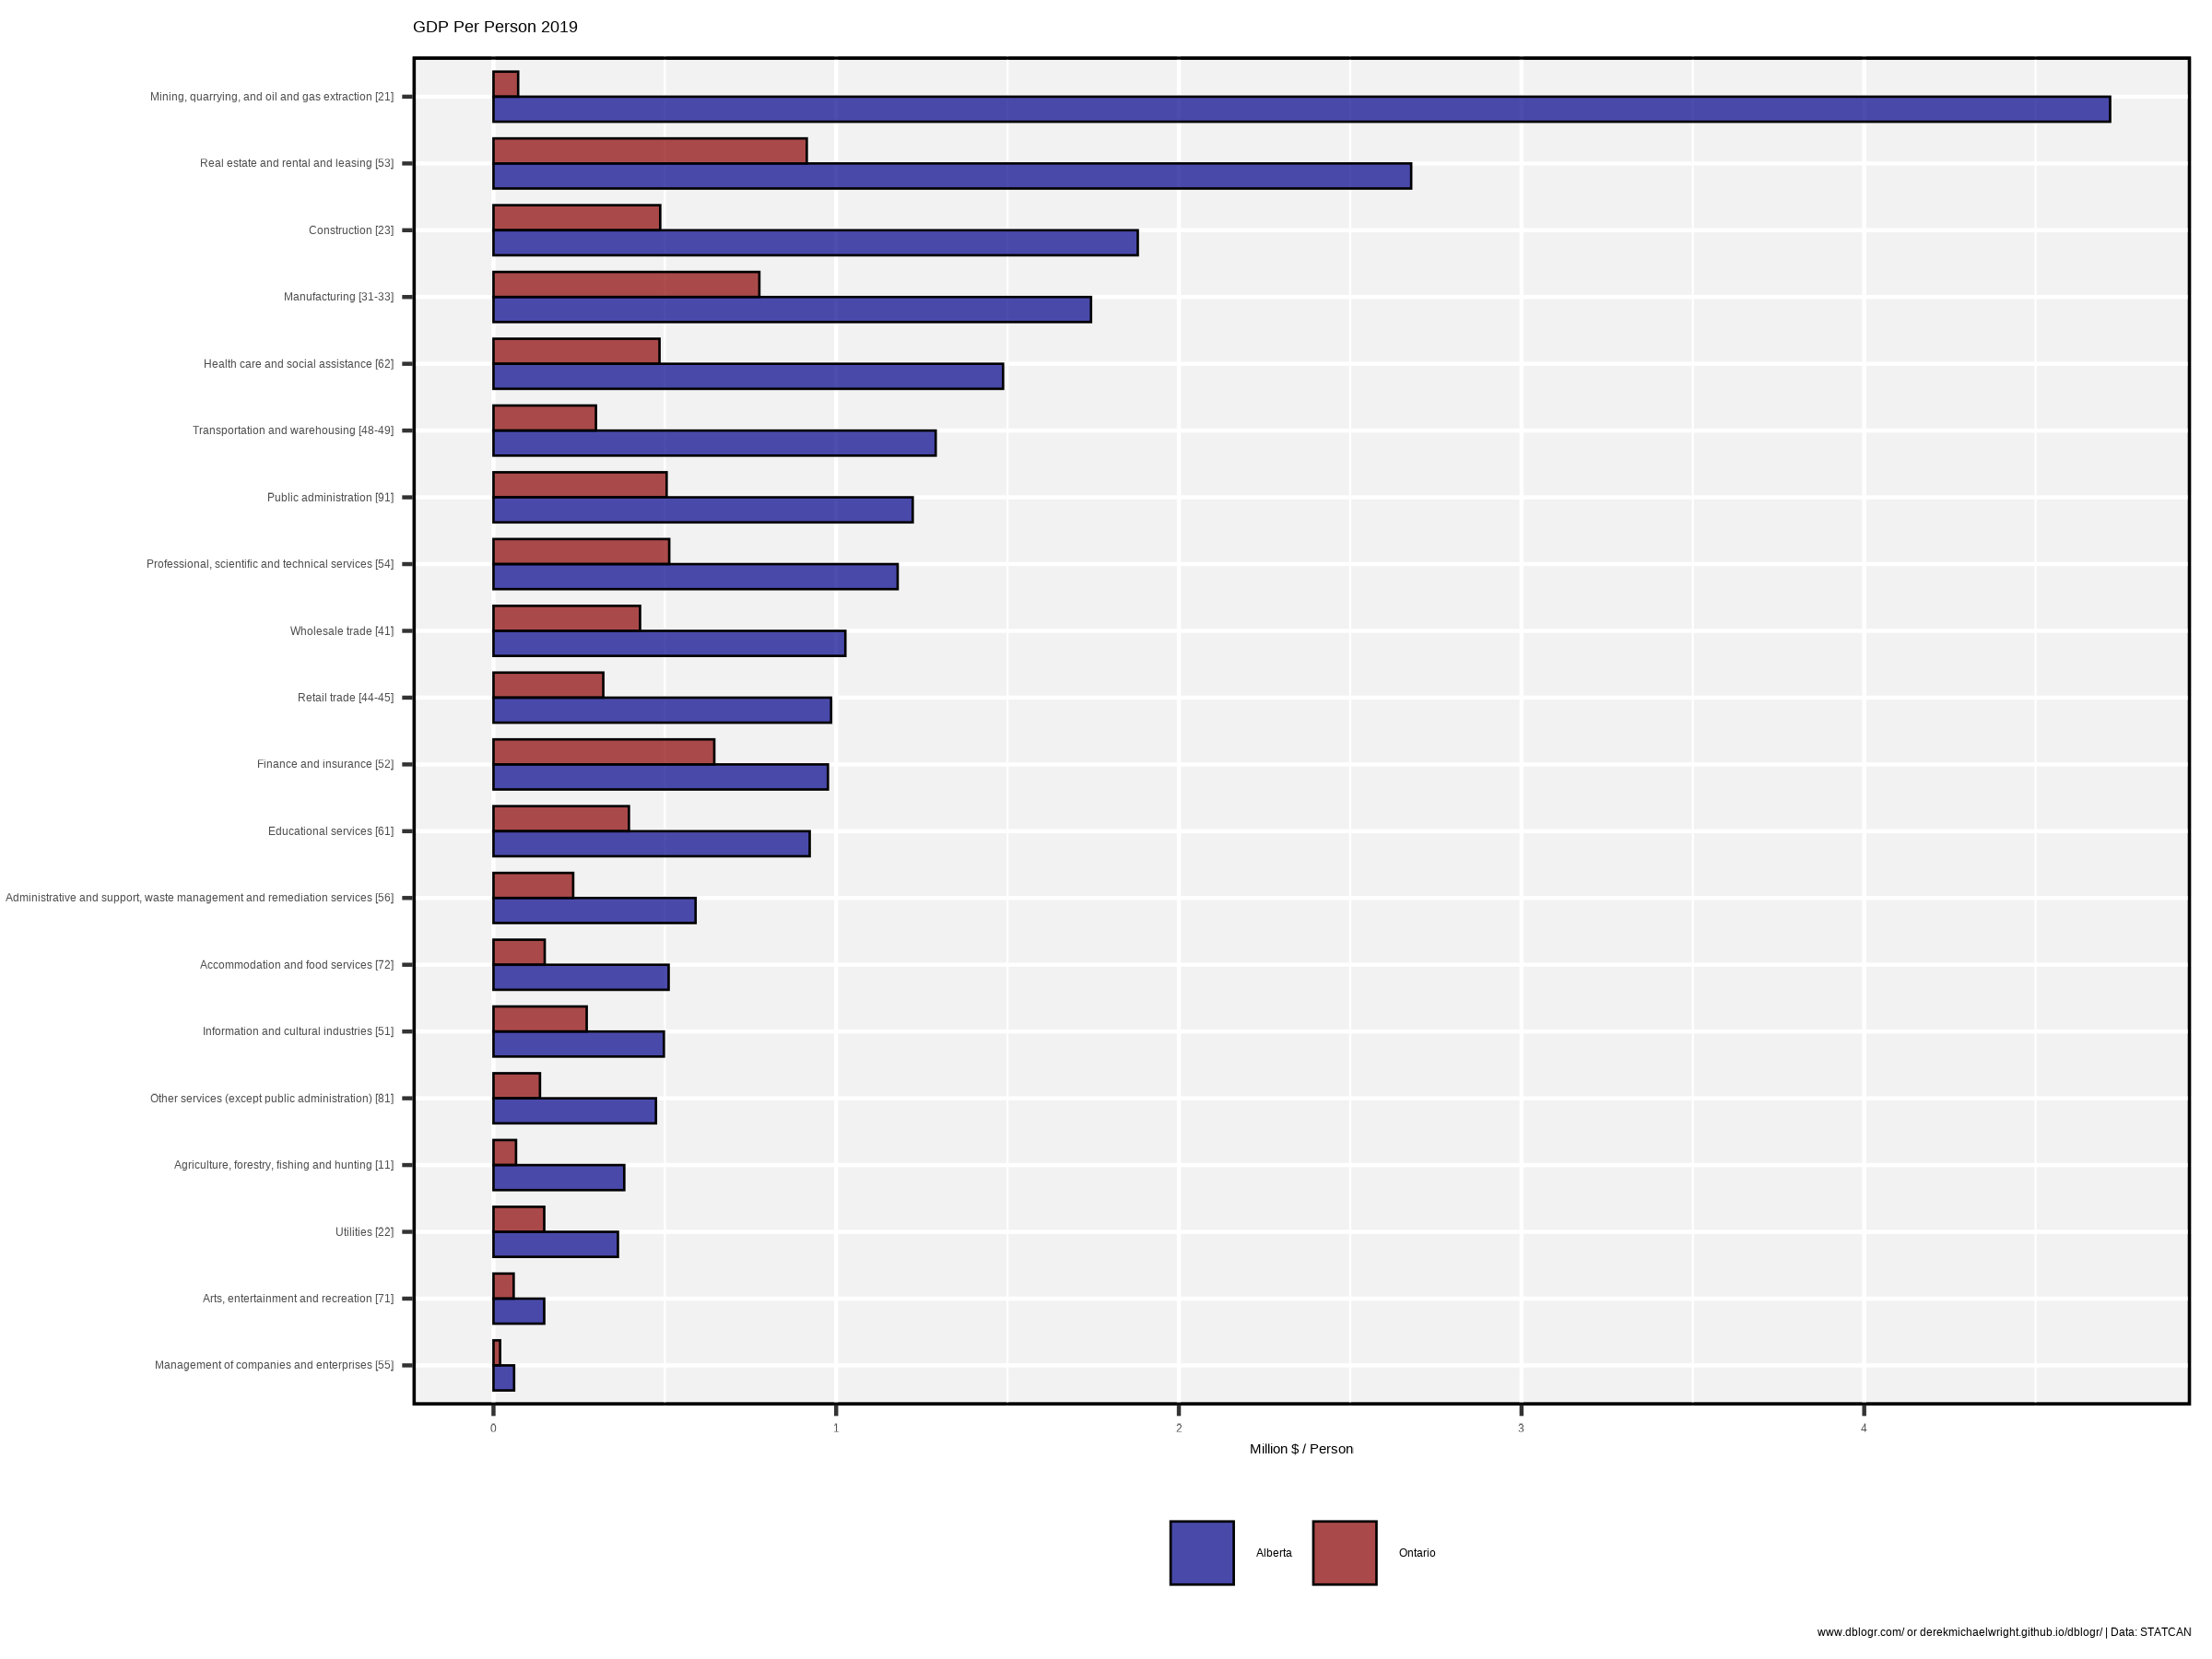 GDP Per Person 2019
Mining, quarrying, and oil and gas extraction [21]
Real estate and rental and leasing [53]
Construction [23]
Manufacturing [31-33]
Health care and social assistance [62]
Transportation and warehousing [48-49]
Public administration [91]
Professional, scientific and technical services [54]
Wholesale trade [41]
Retail trade [44-45]
Finance and insurance [52]
Educational services [61]
Administrative and support, waste management and remediation services [56]
Accommodation and food services [72]
Information and cultural industries [51]
Other services (except public administration) [81]
Agriculture, forestry, fishing and hunting [11]
Utilities [22]
Arts, entertainment and recreation [71]
Management of companies and enterprises [55]
0 1 2 3 4
Million $ / Person
Alberta Ontario
www.dblogr.com/ or derekmichaelwright.github.io/dblogr/ | Data: STATCAN